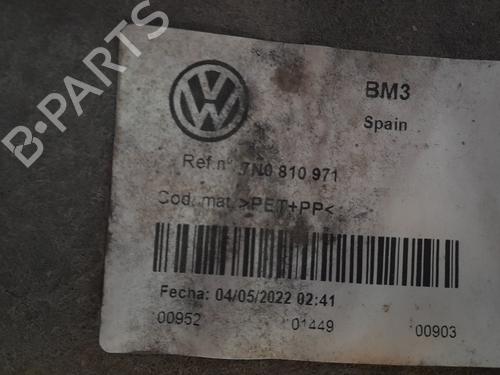 B-PARTS
BM3
Spain
Ref.nº 7N0 810 971
Cod. mat. >PET+PP<
Fecha: 04/05/2022 02:41
00952 01449 00903